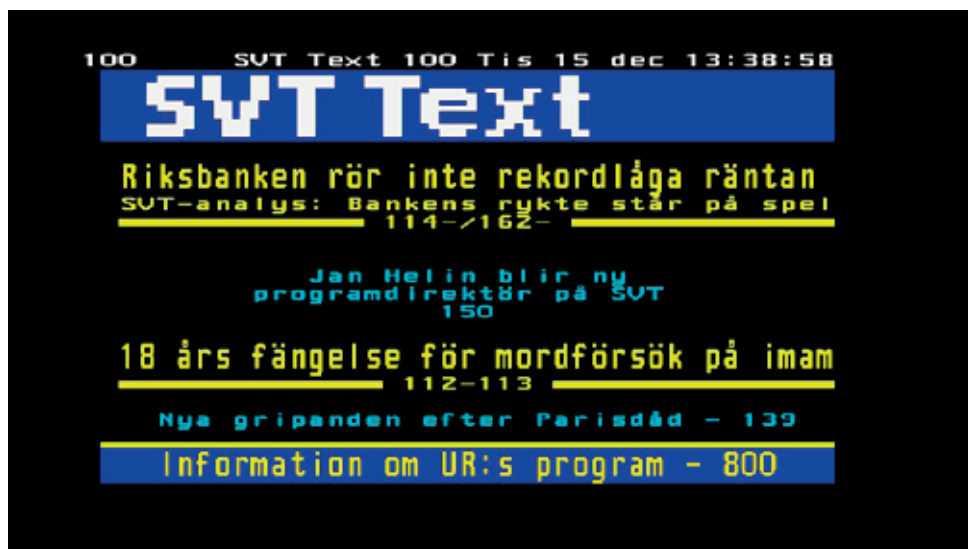 100 SVT Text 100 Tis 15 dec 13:38:58
SVT Text
Riksbanken rör inte rekordlåga räntan
SVT-analys: Bankens rykte står på spel
114-/162-
Jan Helin blir ny
programdirektör på SVT
150
18 års fängelse för mordförsök på imam
112-113
Nya gripanden efter Parisdåd - 139
Information om UR:s program - 800